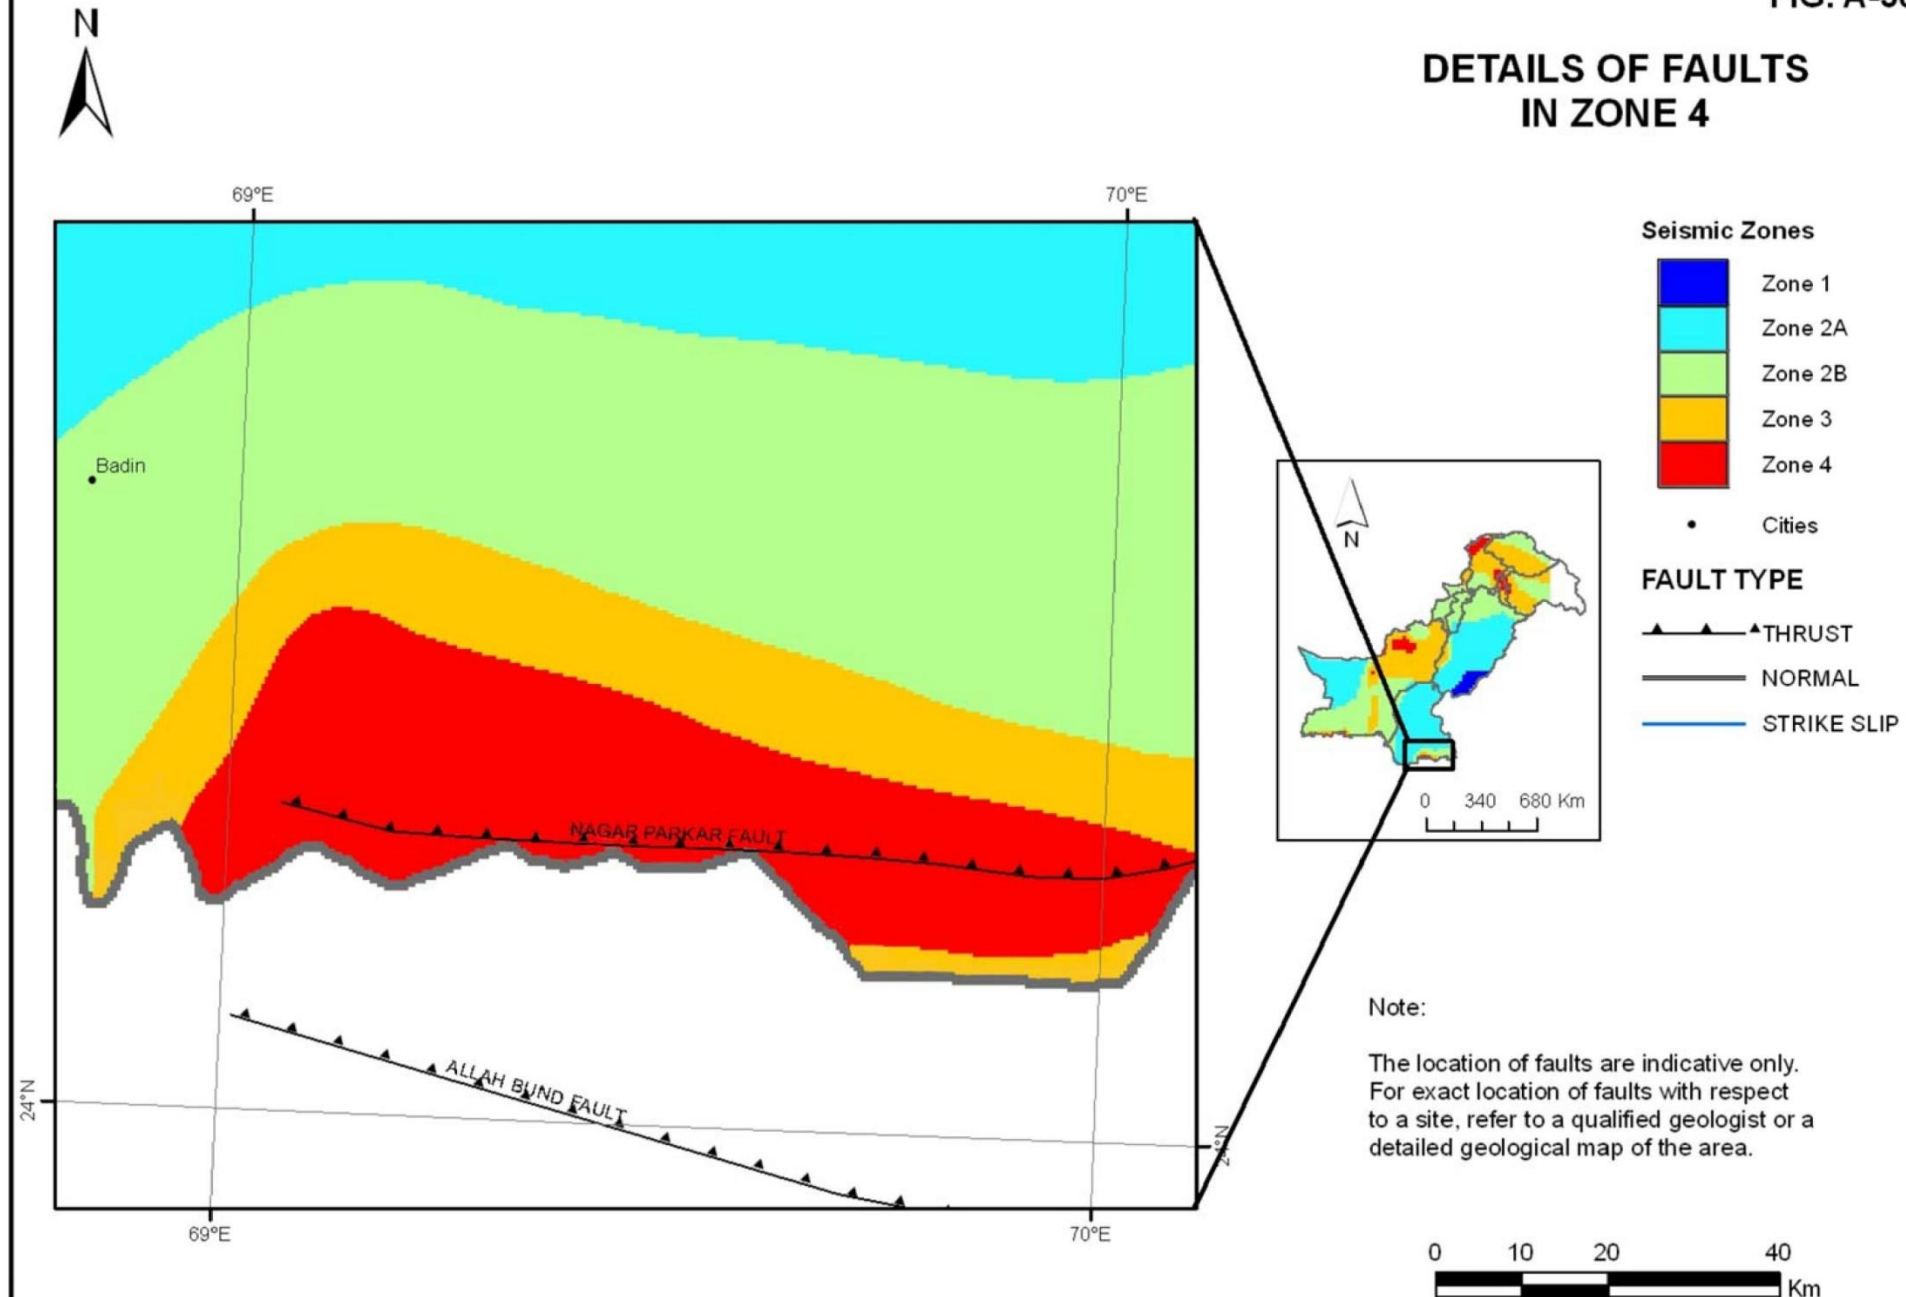 N
DETAILS OF FAULTS
IN ZONE 4
69°E
70°E
Seismic Zones
Zone 1
Zone 2A
Zone 2B
Zone 3
Zone 4
Cities
FAULT TYPE
THRUST
NORMAL
STRIKE SLIP
Badin
N
0 340 680 Km
NAGAR PARKAR FAULT
ALLAH BUND FAULT
24°N
24°N
69°E
70°E
Note:
The location of faults are indicative only.
For exact location of faults with respect
to a site, refer to a qualified geologist or a
detailed geological map of the area.
0 10 20 40
Km